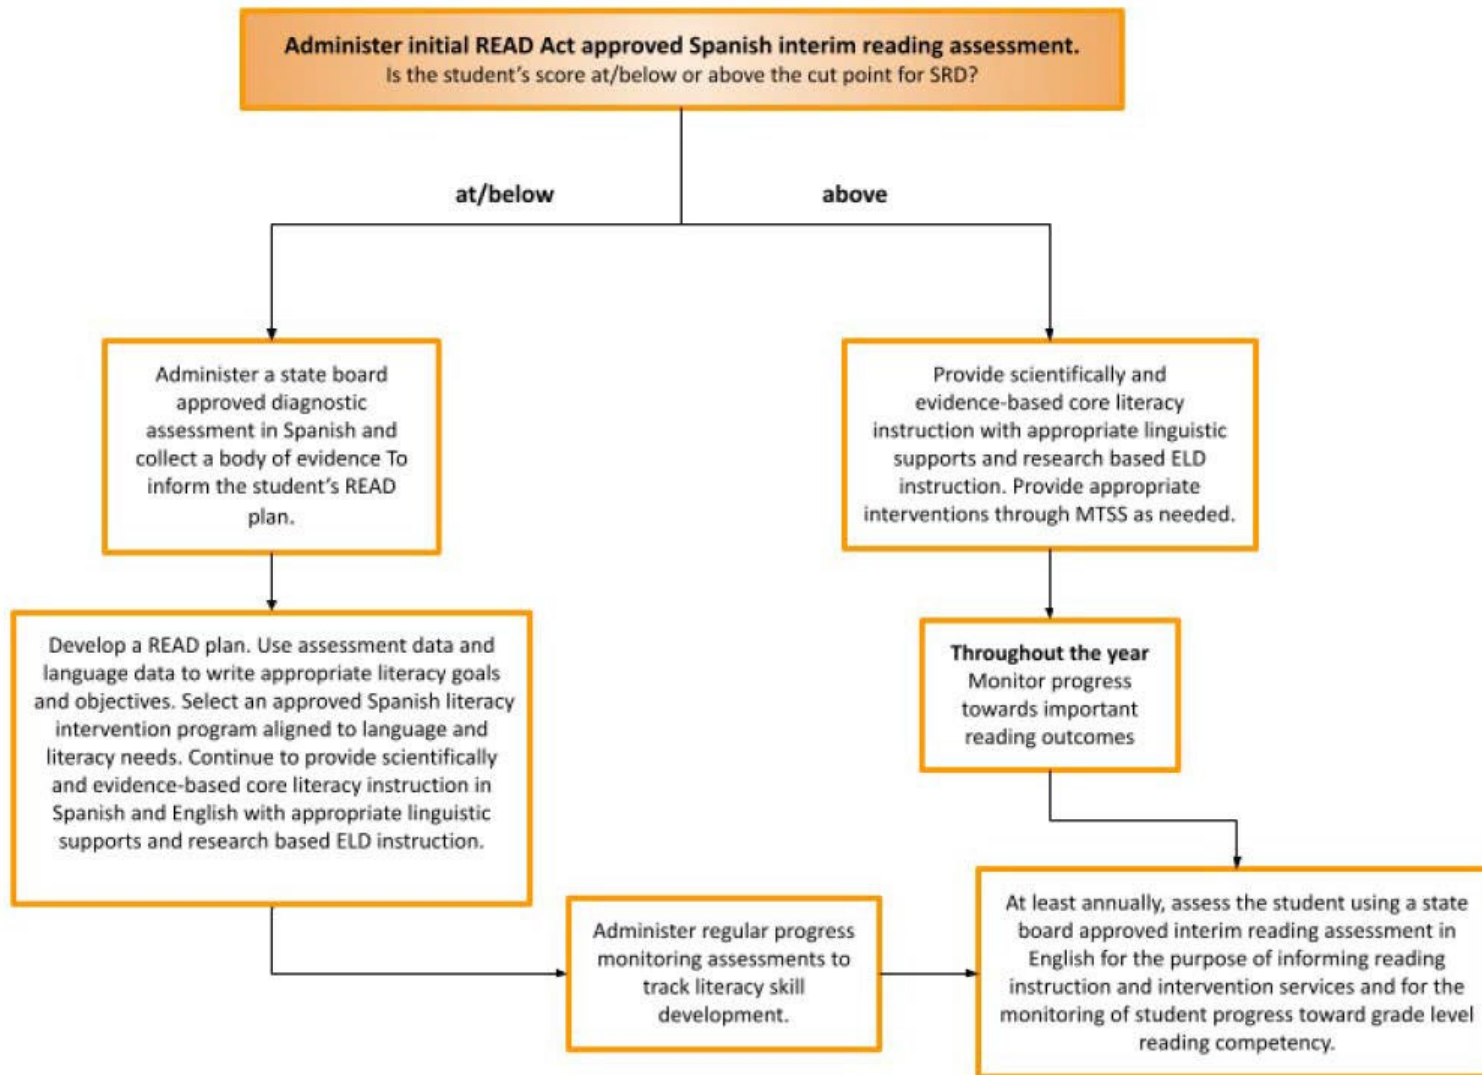 Administer initial READ Act approved Spanish interim reading assessment.
Is the student's score at/below or above the cut point for SRD?
at/below
above
Administer a state board
approved diagnostic
assessment in Spanish and
collect a body of evidence To
inform the student's READ
plan.
Provide scientifically and
evidence-based core literacy
instruction with appropriate linguistic
supports and research based ELD
instruction. Provide appropriate
interventions through MTSS as needed.
Develop a READ plan. Use assessment data and
language data to write appropriate literacy goals
and objectives. Select an approved Spanish literacy
intervention program aligned to language and
literacy needs. Continue to provide scientifically
and evidence-based core literacy instruction in
Spanish and English with appropriate linguistic
supports and research based ELD instruction.
Throughout the year
Monitor progress
towards important
reading outcomes
Administer regular progress
monitoring assessments to
track literacy skill
development.
At least annually, assess the student using a state
board approved interim reading assessment in
English for the purpose of informing reading
instruction and intervention services and for the
monitoring of student progress toward grade level
reading competency.